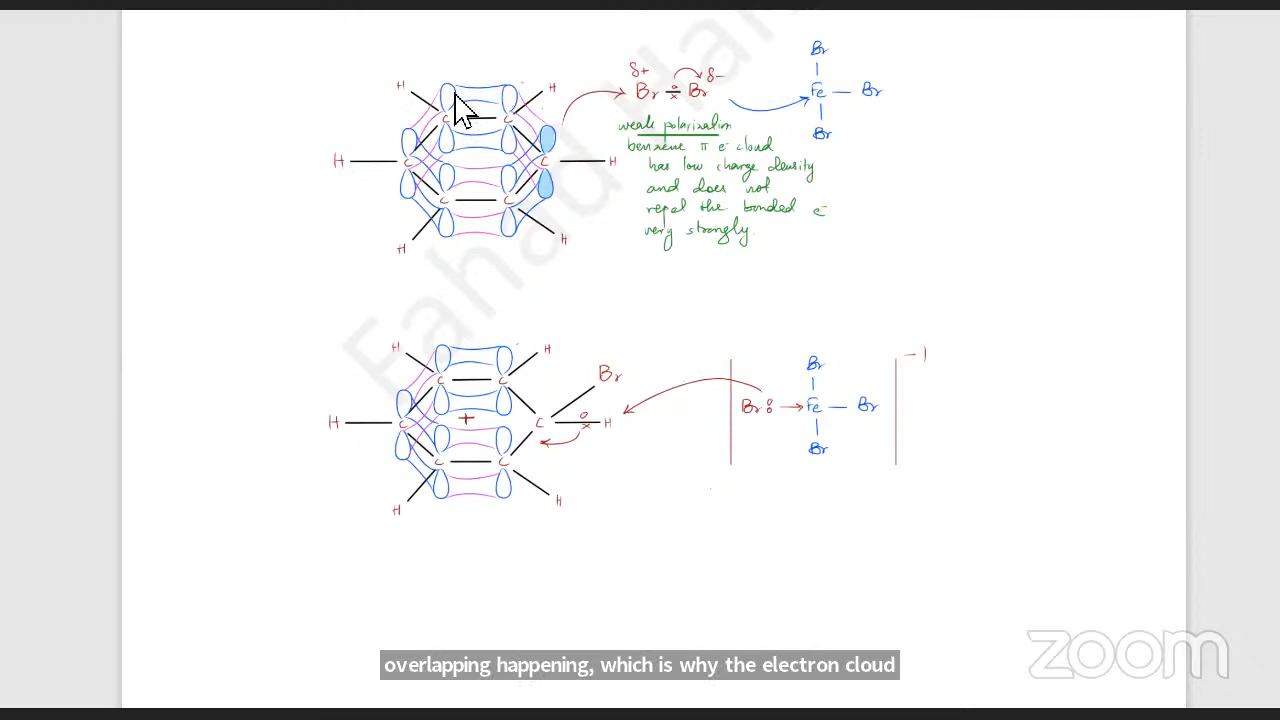 H
H
δ+
δ−
Br
Br
Br
Fe — Br
Br
C
C
H
C
C
H
C
C
H
H
weak polarization
benzene π e⁻ cloud
has low charge density
and does not
repel the bonded e⁻
very strongly.
Fahad Ha
H
H
Br
C
C
H
C
+
C
H
C
C
H
H
Br
Br
Fe — Br
Br
−1
overlapping happening, which is why the electron cloud
zoom